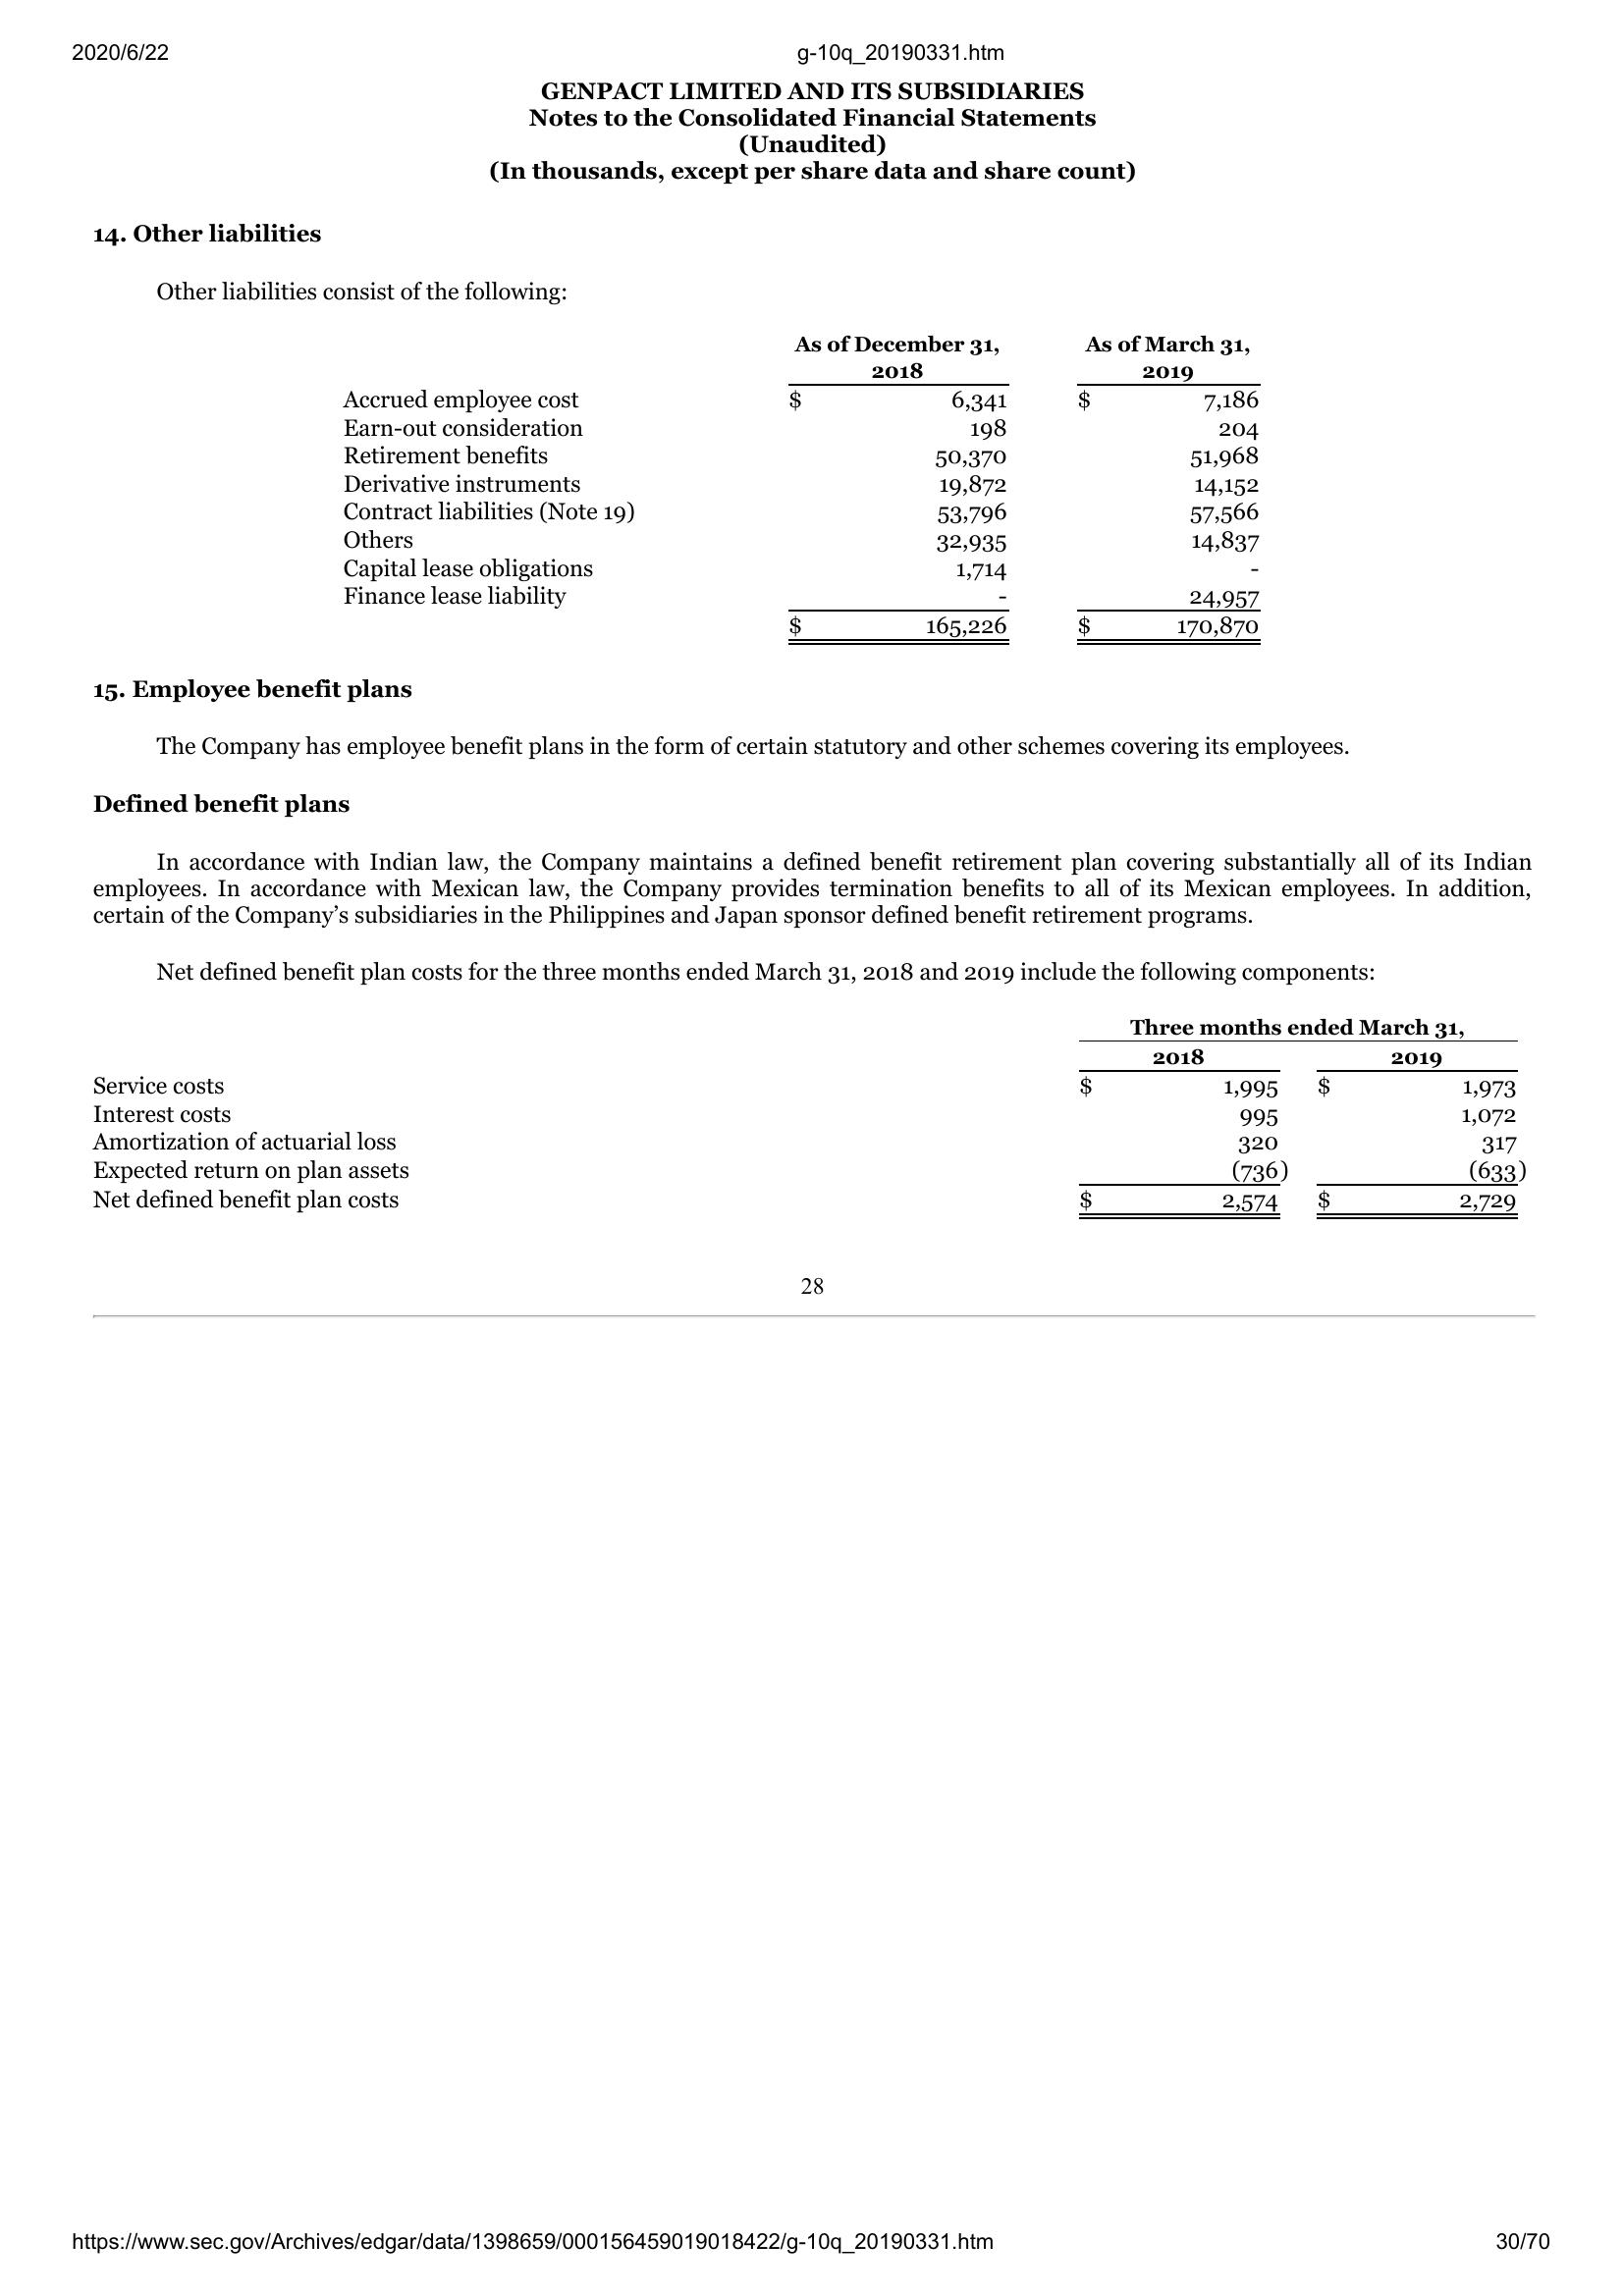 2020/6/22 g-10q_20190331.htm
GENPACT LIMITED AND ITS SUBSIDIARIES
Notes to the Consolidated Financial Statements
(Unaudited)
(In thousands, except per share data and share count)
14. Other liabilities
Other liabilities consist of the following:
As of December 31, As of March 31,
2018 2019
Accrued employee cost $ 6,341 $ 7,186
Earn-out consideration 198 204
Retirement benefits 50,370 51,968
Derivative instruments 19,872 14,152
Contract liabilities (Note 19) 53,796 57,566
Others 32,935 14,837
Capital lease obligations 1,714 -
Finance lease liability - 24,957
$ 165,226 $ 170,870
15. Employee benefit plans
The Company has employee benefit plans in the form of certain statutory and other schemes covering its employees.
Defined benefit plans
In accordance with Indian law, the Company maintains a defined benefit retirement plan covering substantially all of its Indian
employees. In accordance with Mexican law, the Company provides termination benefits to all of its Mexican employees. In addition,
certain of the Company’s subsidiaries in the Philippines and Japan sponsor defined benefit retirement programs.
Net defined benefit plan costs for the three months ended March 31, 2018 and 2019 include the following components:
Three months ended March 31,
2018 2019
Service costs $ 1,995 $ 1,973
Interest costs 995 1,072
Amortization of actuarial loss 320 317
Expected return on plan assets (736) (633)
Net defined benefit plan costs $ 2,574 $ 2,729
28
https://www.sec.gov/Archives/edgar/data/1398659/000156459019018422/g-10q_20190331.htm 30/70